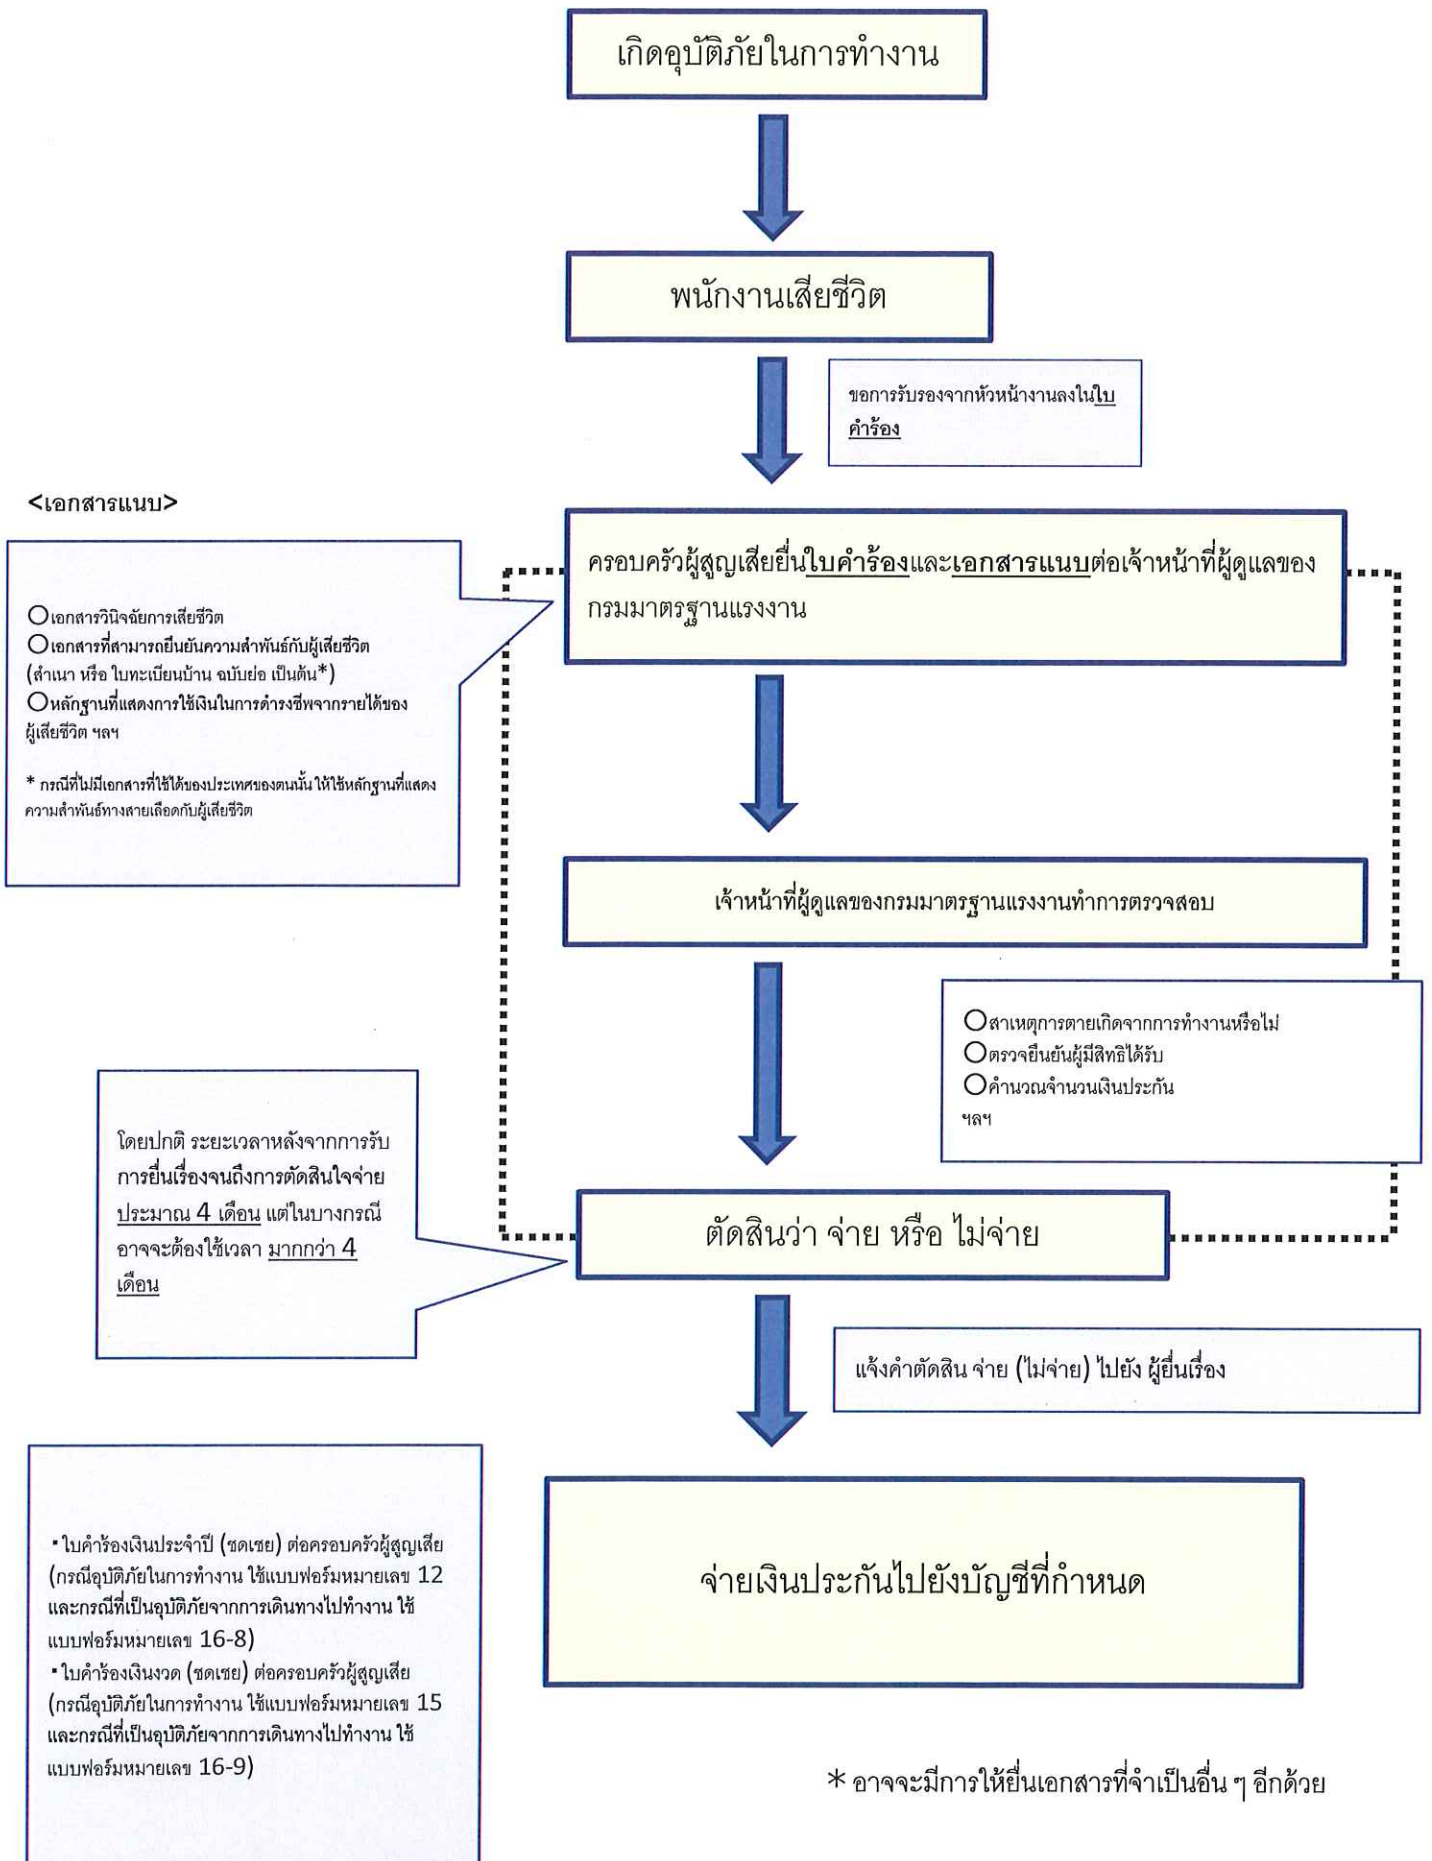 เกิดอุบัติภัยในการทำงาน
พนักงานเสียชีวิต
ขอการรับรองจากหัวหน้างานลงในใบ
คำร้อง
<เอกสารแนบ>
ครอบครัวผู้สูญเสียยื่นใบคำร้องและเอกสารแนบต่อเจ้าหน้าที่ผู้ดูแลของ
กรมมาตรฐานแรงงาน
○เอกสารวินิจฉัยการเสียชีวิต
○เอกสารที่สามารถยืนยันความสำพันธ์กับผู้เสียชีวิต
(สำเนา หรือ ใบทะเบียนบ้าน ฉบับย่อ เป็นต้น*)
○หลักฐานที่แสดงการใช้เงินในการดำรงชีพจากรายได้ของ
ผู้เสียชีวิต ฯลฯ
* กรณีที่ไม่มีเอกสารที่ใช้ได้ของประเทศของตนนั้น ให้ใช้หลักฐานที่แสดง
ความสำพันธ์ทางสายเลือดกับผู้เสียชีวิต
เจ้าหน้าที่ผู้ดูแลของกรมมาตรฐานแรงงานทำการตรวจสอบ
○สาเหตุการตายเกิดจากการทำงานหรือไม่
○ตรวจยืนยันผู้มีสิทธิได้รับ
○คำนวณจำนวนเงินประกัน
ฯลฯ
โดยปกติ ระยะเวลาหลังจากการรับ
การยื่นเรื่องจนถึงการตัดสินใจจ่าย
ประมาณ 4 เดือน แต่ในบางกรณี
อาจจะต้องใช้เวลา มากกว่า 4
เดือน
ตัดสินว่า จ่าย หรือ ไม่จ่าย
แจ้งคำตัดสิน จ่าย (ไม่จ่าย) ไปยัง ผู้ยื่นเรื่อง
จ่ายเงินประกันไปยังบัญชีที่กำหนด
▪ใบคำร้องเงินประจำปี (ชดเชย) ต่อครอบครัวผู้สูญเสีย
(กรณีอุบัติภัยในการทำงาน ใช้แบบฟอร์มหมายเลข 12
และกรณีที่เป็นอุบัติภัยจากการเดินทางไปทำงาน ใช้
แบบฟอร์มหมายเลข 16-8)
▪ใบคำร้องเงินงวด (ชดเชย) ต่อครอบครัวผู้สูญเสีย
(กรณีอุบัติภัยในการทำงาน ใช้แบบฟอร์มหมายเลข 15
และกรณีที่เป็นอุบัติภัยจากการเดินทางไปทำงาน ใช้
แบบฟอร์มหมายเลข 16-9)
* อาจจะมีการให้ยื่นเอกสารที่จำเป็นอื่น ๆ อีกด้วย